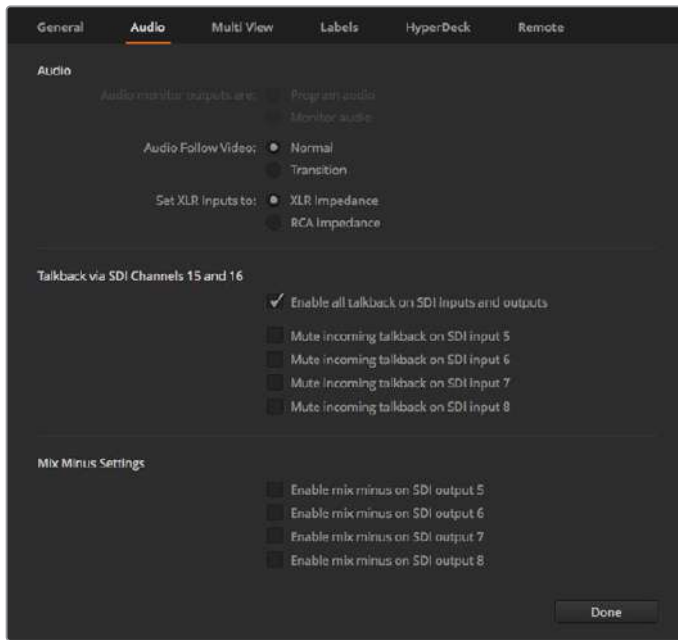 General Audio Multi View Labels HyperDeck Remote
Audio
Audio monitor outputs are: Program audio
Monitor audio
Audio Follow Video: Normal
Transition
Set XLR Inputs to: XLR Impedance
RCA Impedance
Talkback via SDI Channels 15 and 16
Enable all talkback on SDI Inputs and outputs
Mute incoming talkback on SDI input 5
Mute incoming talkback on SDI input 6
Mute incoming talkback on SDI input 7
Mute incoming talkback on SDI input 8
Mix Minus Settings
Enable mix minus on SDI output 5
Enable mix minus on SDI output 6
Enable mix minus on SDI output 7
Enable mix minus on SDI output 8
Done